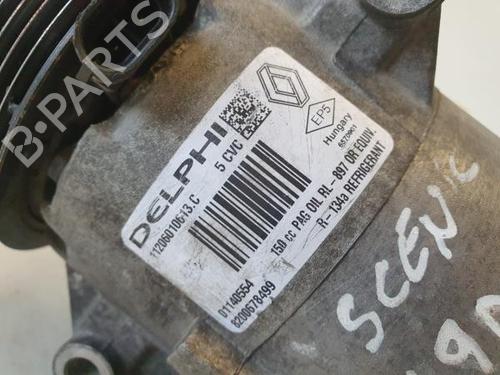 B-PARTS
DELPHI
5 CVC
EP5
Hungary
11206010613.C
150 cc PAG OIL RL-897 OR EQUIV.
R-134a REFRIGERANT
01140554
8200678499
SCENIC